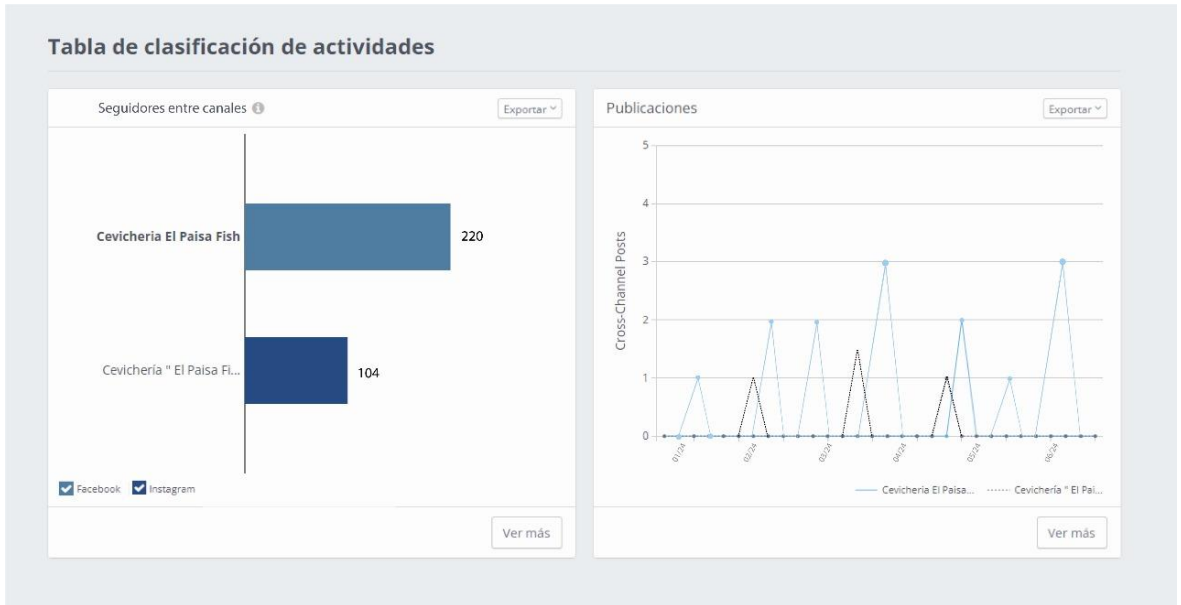 Tabla de clasificación de actividades
Seguidores entre canales
Exportar
Cevicheria El Paisa Fish
220
Cevichería " El Paisa Fi...
104
Facebook
Instagram
Ver más
Publicaciones
Exportar
Cross-Channel Posts
5
4
3
2
1
0
01/24
02/24
03/24
04/24
05/24
06/24
Cevicheria El Paisa...
Cevichería " El Pai...
Ver más